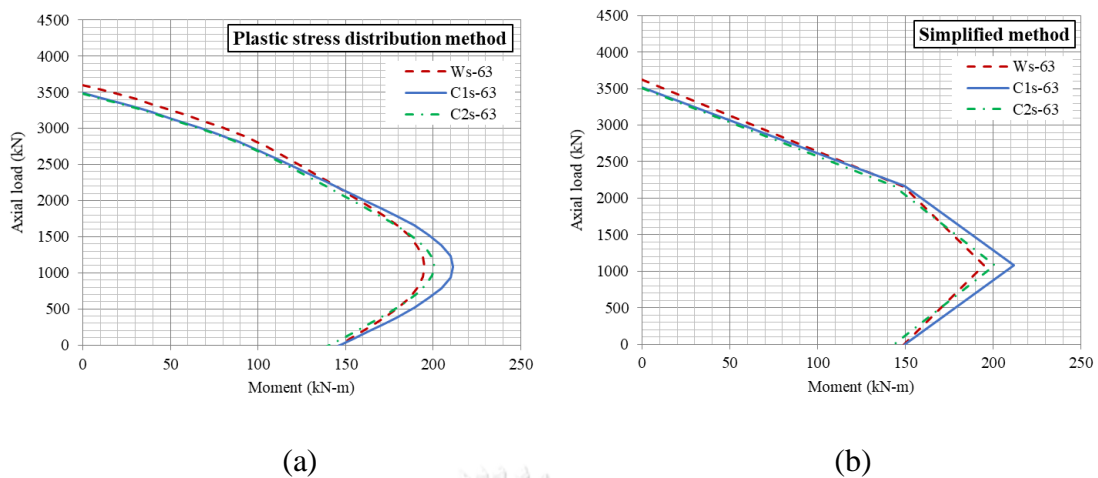 Plastic stress distribution method
Ws-63
C1s-63
C2s-63
4500
4000
3500
3000
2500
2000
1500
1000
500
0
Axial load (kN)
0 50 100 150 200 250
Moment (kN-m)
(a)
Simplified method
Ws-63
C1s-63
C2s-63
4500
4000
3500
3000
2500
2000
1500
1000
500
0
Axial load (kN)
0 50 100 150 200 250
Moment (kN-m)
(b)